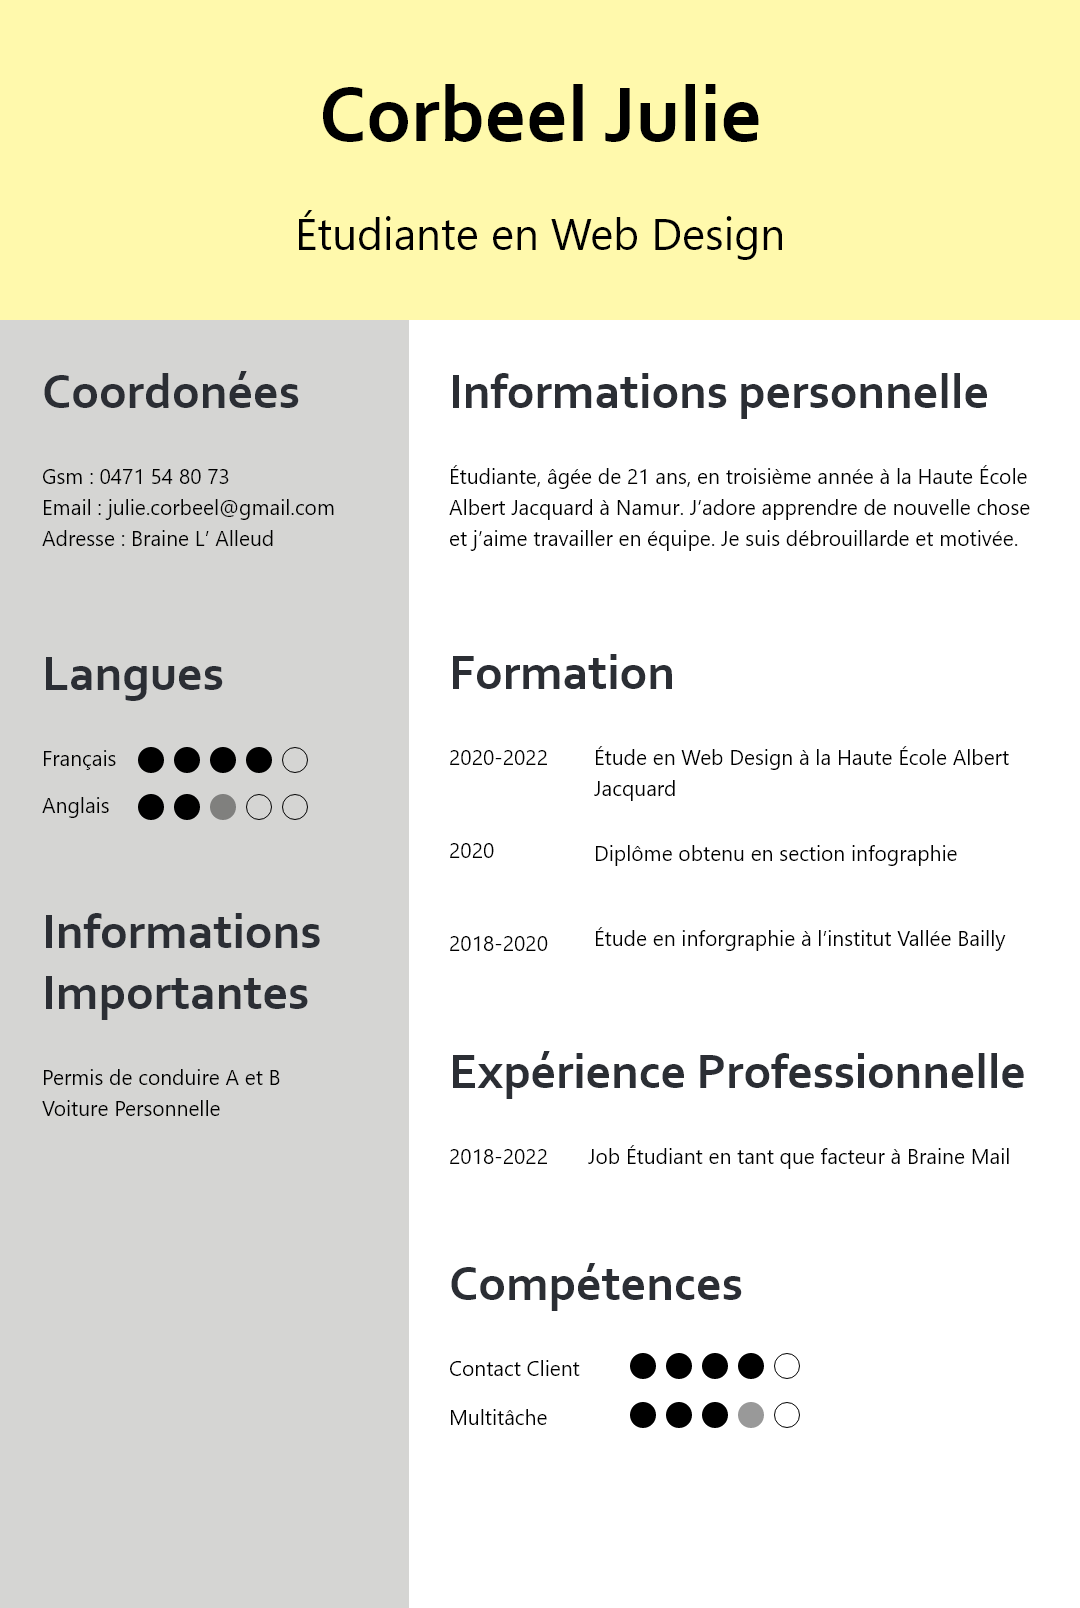 Corbeel Julie
Étudiante en Web Design
Coordonées
Gsm : 0471 54 80 73
Email : julie.corbeel@gmail.com
Adresse : Braine L’ Alleud
Langues
Français
Anglais
Informations
Importantes
Permis de conduire A et B
Voiture Personnelle
Informations personnelle
Étudiante, âgée de 21 ans, en troisième année à la Haute École
Albert Jacquard à Namur. J’adore apprendre de nouvelle chose
et j’aime travailler en équipe. Je suis débrouillarde et motivée.
Formation
2020-2022 Étude en Web Design à la Haute École Albert
Jacquard
2020 Diplôme obtenu en section infographie
2018-2020 Étude en inforgraphie à l’institut Vallée Bailly
Expérience Professionnelle
2018-2022 Job Étudiant en tant que facteur à Braine Mail
Compétences
Contact Client
Multitâche